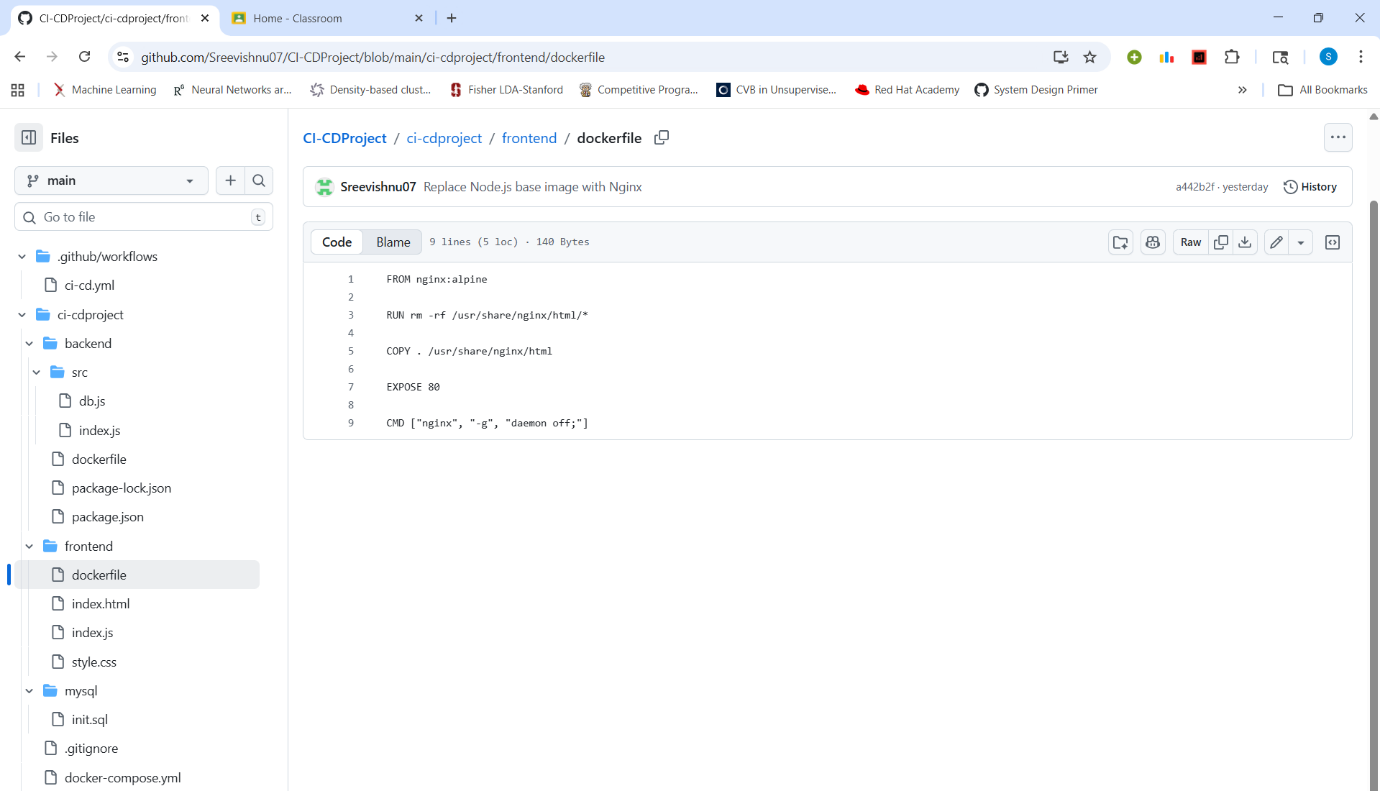 CI-CDProject/ci-cdproject/front
Home - Classroom
github.com/Sreevishnu07/CI-CDProject/blob/main/ci-cdproject/frontend/dockerfile
S
Machine Learning
Neural Networks ar...
Density-based clust...
Fisher LDA-Stanford
Competitive Progra...
CVB in Unsupervise...
Red Hat Academy
System Design Primer
All Bookmarks
Files
main
Go to file
t
.github/workflows
ci-cd.yml
ci-cdproject
backend
src
db.js
index.js
dockerfile
package-lock.json
package.json
frontend
dockerfile
index.html
index.js
style.css
mysql
init.sql
.gitignore
docker-compose.yml
CI-CDProject / ci-cdproject / frontend / dockerfile
Sreevishnu07 Replace Node.js base image with Nginx
a442b2f · yesterday
History
Code
Blame
9 lines (5 loc) · 140 Bytes
Raw
1 FROM nginx:alpine
2
3 RUN rm -rf /usr/share/nginx/html/*
4
5 COPY . /usr/share/nginx/html
6
7 EXPOSE 80
8
9 CMD ["nginx", "-g", "daemon off;"]